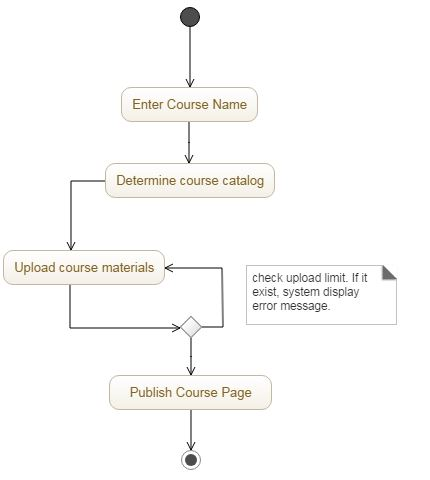 Enter Course Name
Determine course catalog
Upload course materials
check upload limit. If it
exist, system display
error message.
Publish Course Page